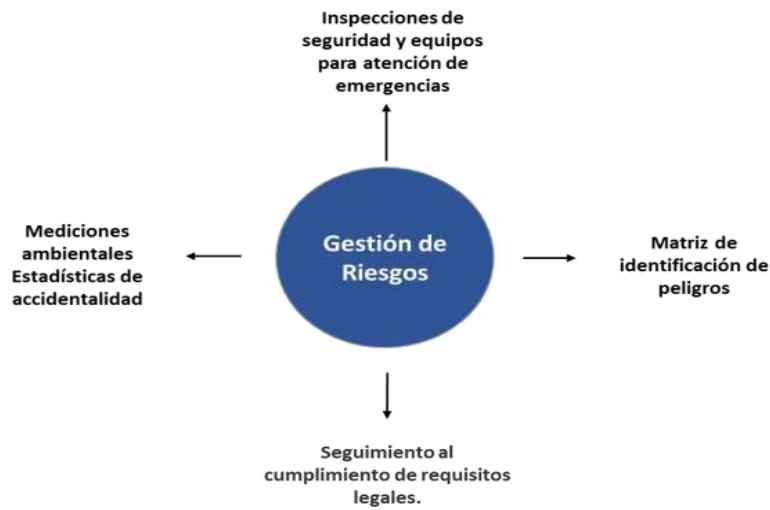 Inspecciones de
seguridad y equipos
para atención de
emergencias
Mediciones
ambientales
Estadísticas de
accidentalidad
Gestión de
Riesgos
Matriz de
identificación de
peligros
Seguimiento al
cumplimiento de requisitos
legales.